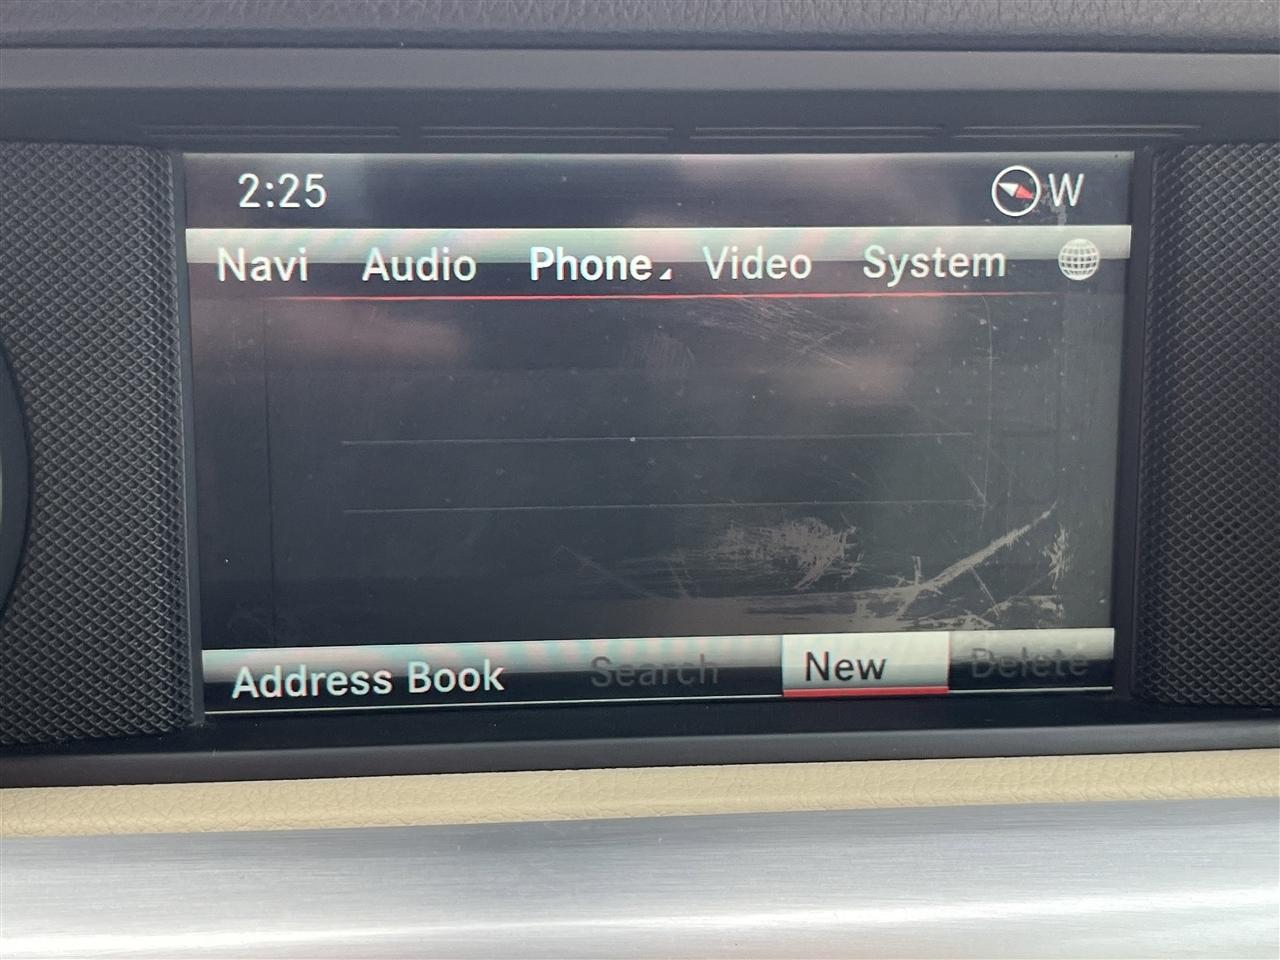 2:25 W
Navi Audio Phone Video System
Address Book Search New Delete